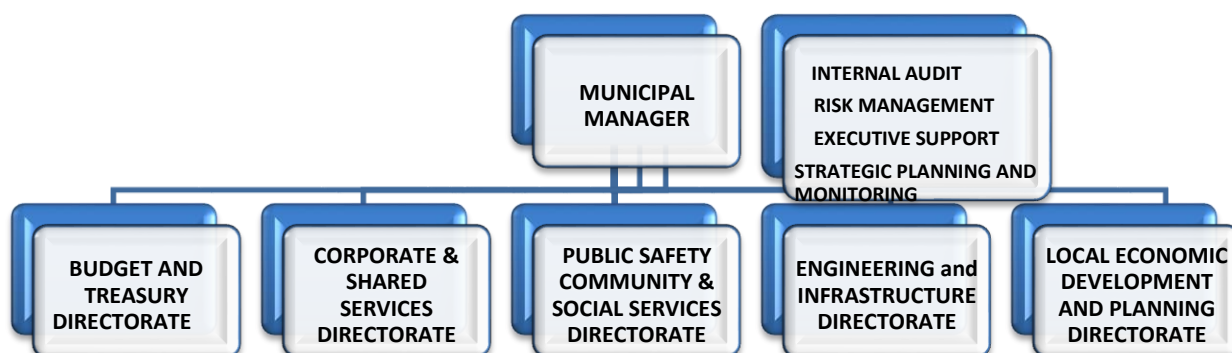 MUNICIPAL
MANAGER
INTERNAL AUDIT
RISK MANAGEMENT
EXECUTIVE SUPPORT
STRATEGIC PLANNING AND
MONITORING
BUDGET AND
TREASURY
DIRECTORATE
CORPORATE &
SHARED
SERVICES
DIRECTORATE
PUBLIC SAFETY
COMMUNITY &
SOCIAL SERVICES
DIRECTORATE
ENGINEERING and
INFRASTRUCTURE
DIRECTORATE
LOCAL ECONOMIC
DEVELOPMENT
AND PLANNING
DIRECTORATE